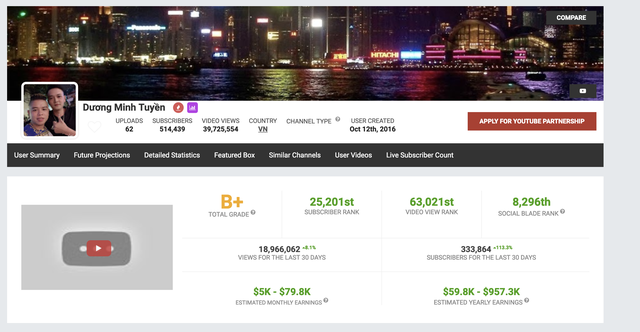 COMPARE
HITACHI
Dương Minh Tuyền
UPLOADS
62
SUBSCRIBERS
514,439
VIDEO VIEWS
39,725,554
COUNTRY
VN
CHANNEL TYPE ?
USER CREATED
Oct 12th, 2016
APPLY FOR YOUTUBE PARTNERSHIP
User Summary Future Projections Detailed Statistics Featured Box Similar Channels User Videos Live Subscriber Count
B+
TOTAL GRADE ?
25,201st
SUBSCRIBER RANK
63,021st
VIDEO VIEW RANK
8,296th
SOCIAL BLADE RANK ?
18,966,062 +8.1%
VIEWS FOR THE LAST 30 DAYS
333,864 +113.3%
SUBSCRIBERS FOR THE LAST 30 DAYS
$5K - $79.8K
ESTIMATED MONTHLY EARNINGS ?
$59.8K - $957.3K
ESTIMATED YEARLY EARNINGS ?